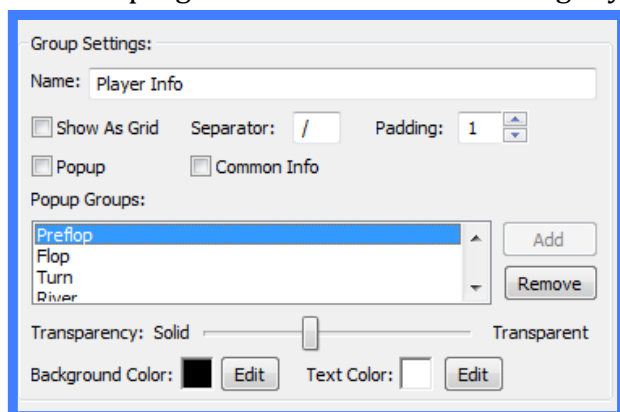 Group Settings:
Name: Player Info
Show As Grid Separator: / Padding: 1
Popup Common Info
Popup Groups:
Preflop Add
Flop
Turn Remove
River
Transparency: Solid Transparent
Background Color: Edit Text Color: Edit